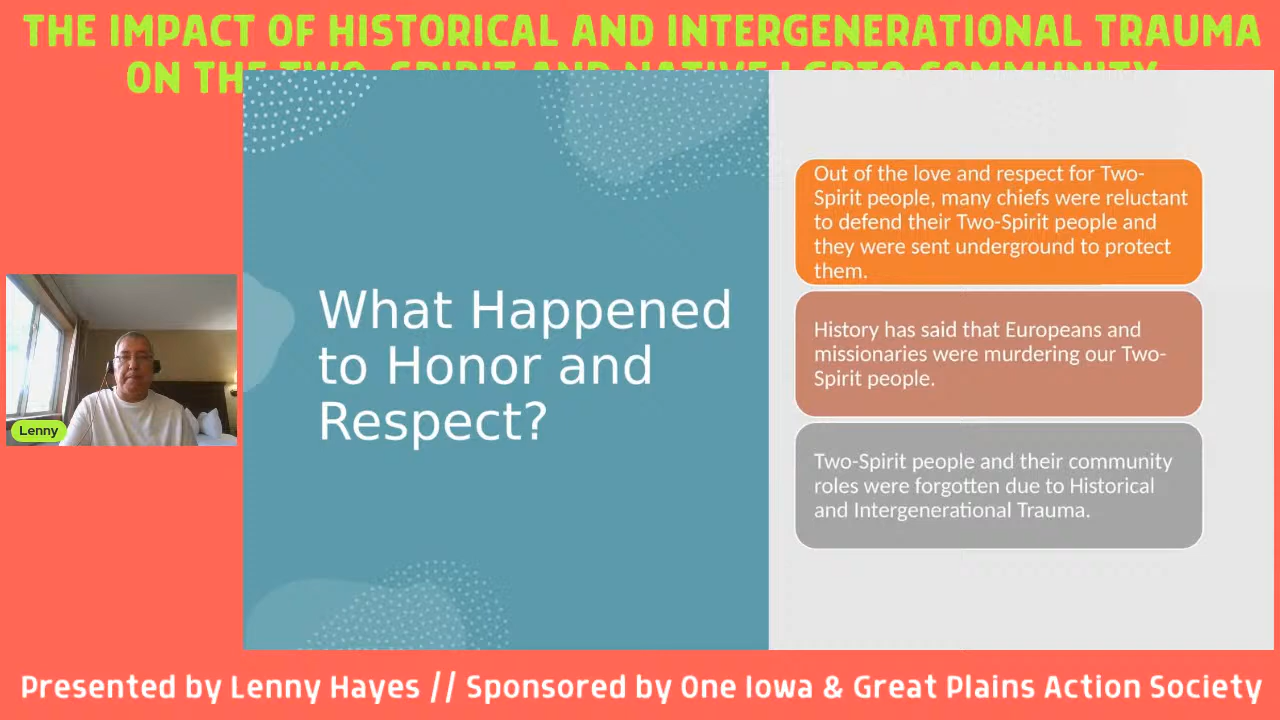 THE IMPACT OF HISTORICAL AND INTERGENERATIONAL TRAUMA
ON THE TWO-SPIRIT AND NATIVE LGBTQ COMMUNITY
What Happened
to Honor and
Respect?
Out of the love and respect for Two-
Spirit people, many chiefs were reluctant
to defend their Two-Spirit people and
they were sent underground to protect
them.
History has said that Europeans and
missionaries were murdering our Two-
Spirit people.
Two-Spirit people and their community
roles were forgotten due to Historical
and Intergenerational Trauma.
Lenny
Presented by Lenny Hayes // Sponsored by One Iowa & Great Plains Action Society